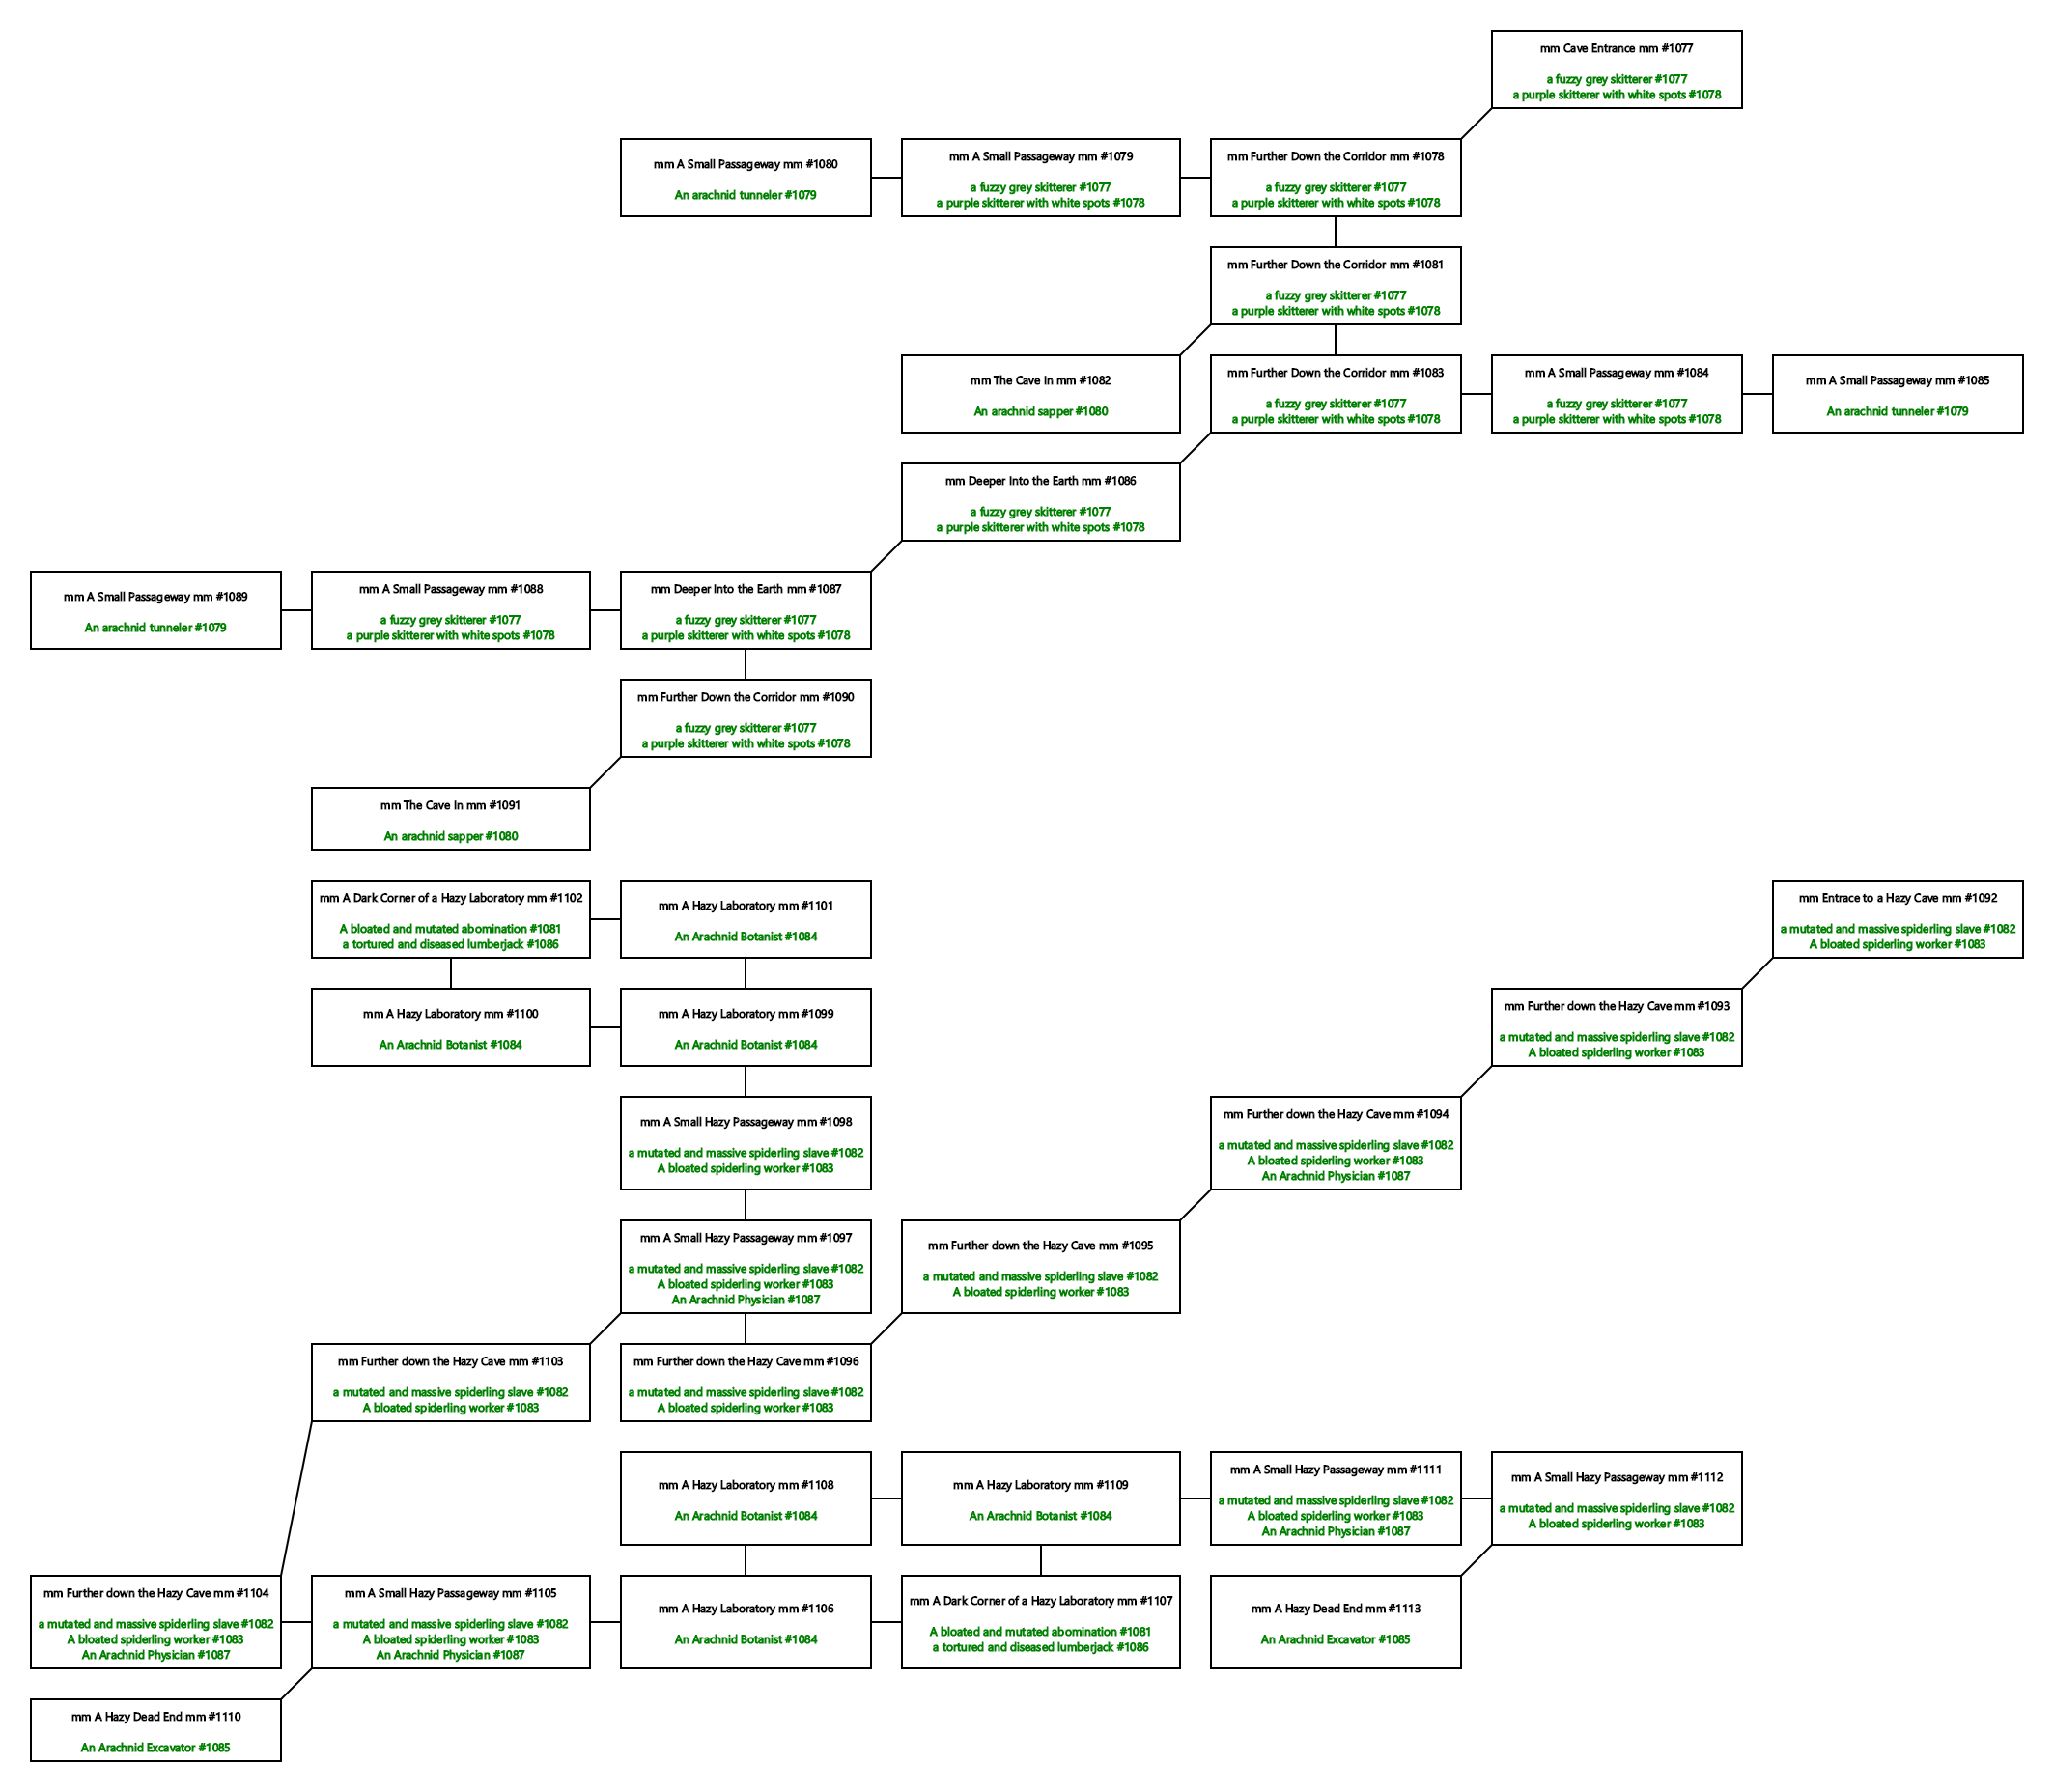 mm Cave Entrance mm #1077
a fuzzy grey skitterer #1077
a purple skitterer with white spots #1078
mm A Small Passageway mm #1080
An arachnid tunneler #1079
mm A Small Passageway mm #1079
a fuzzy grey skitterer #1077
a purple skitterer with white spots #1078
mm Further Down the Corridor mm #1078
a fuzzy grey skitterer #1077
a purple skitterer with white spots #1078
mm Further Down the Corridor mm #1081
a fuzzy grey skitterer #1077
a purple skitterer with white spots #1078
mm The Cave In mm #1082
An arachnid sapper #1080
mm Further Down the Corridor mm #1083
a fuzzy grey skitterer #1077
a purple skitterer with white spots #1078
mm A Small Passageway mm #1084
a fuzzy grey skitterer #1077
a purple skitterer with white spots #1078
mm A Small Passageway mm #1085
An arachnid tunneler #1079
mm Deeper Into the Earth mm #1086
a fuzzy grey skitterer #1077
a purple skitterer with white spots #1078
mm A Small Passageway mm #1089
An arachnid tunneler #1079
mm A Small Passageway mm #1088
a fuzzy grey skitterer #1077
a purple skitterer with white spots #1078
mm Deeper Into the Earth mm #1087
a fuzzy grey skitterer #1077
a purple skitterer with white spots #1078
mm Further Down the Corridor mm #1090
a fuzzy grey skitterer #1077
a purple skitterer with white spots #1078
mm The Cave In mm #1091
An arachnid sapper #1080
mm A Dark Corner of a Hazy Laboratory mm #1102
A bloated and mutated abomination #1081
a tortured and diseased lumberjack #1086
mm A Hazy Laboratory mm #1101
An Arachnid Botanist #1084
mm Entrace to a Hazy Cave mm #1092
a mutated and massive spiderling slave #1082
A bloated spiderling worker #1083
mm A Hazy Laboratory mm #1100
An Arachnid Botanist #1084
mm A Hazy Laboratory mm #1099
An Arachnid Botanist #1084
mm Further down the Hazy Cave mm #1093
a mutated and massive spiderling slave #1082
A bloated spiderling worker #1083
mm A Small Hazy Passageway mm #1098
a mutated and massive spiderling slave #1082
A bloated spiderling worker #1083
mm Further down the Hazy Cave mm #1094
a mutated and massive spiderling slave #1082
A bloated spiderling worker #1083
An Arachnid Physician #1087
mm A Small Hazy Passageway mm #1097
a mutated and massive spiderling slave #1082
A bloated spiderling worker #1083
An Arachnid Physician #1087
mm Further down the Hazy Cave mm #1095
a mutated and massive spiderling slave #1082
A bloated spiderling worker #1083
mm Further down the Hazy Cave mm #1103
a mutated and massive spiderling slave #1082
A bloated spiderling worker #1083
mm Further down the Hazy Cave mm #1096
a mutated and massive spiderling slave #1082
A bloated spiderling worker #1083
mm A Hazy Laboratory mm #1108
An Arachnid Botanist #1084
mm A Hazy Laboratory mm #1109
An Arachnid Botanist #1084
mm A Small Hazy Passageway mm #1111
a mutated and massive spiderling slave #1082
A bloated spiderling worker #1083
An Arachnid Physician #1087
mm A Small Hazy Passageway mm #1112
a mutated and massive spiderling slave #1082
A bloated spiderling worker #1083
mm Further down the Hazy Cave mm #1104
a mutated and massive spiderling slave #1082
A bloated spiderling worker #1083
An Arachnid Physician #1087
mm A Small Hazy Passageway mm #1105
a mutated and massive spiderling slave #1082
A bloated spiderling worker #1083
An Arachnid Physician #1087
mm A Hazy Laboratory mm #1106
An Arachnid Botanist #1084
mm A Dark Corner of a Hazy Laboratory mm #1107
A bloated and mutated abomination #1081
a tortured and diseased lumberjack #1086
mm A Hazy Dead End mm #1113
An Arachnid Excavator #1085
mm A Hazy Dead End mm #1110
An Arachnid Excavator #1085